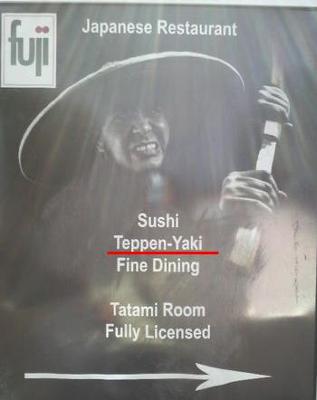 fuji
Japanese Restaurant
Sushi
Teppen-Yaki
Fine Dining
Tatami Room
Fully Licensed